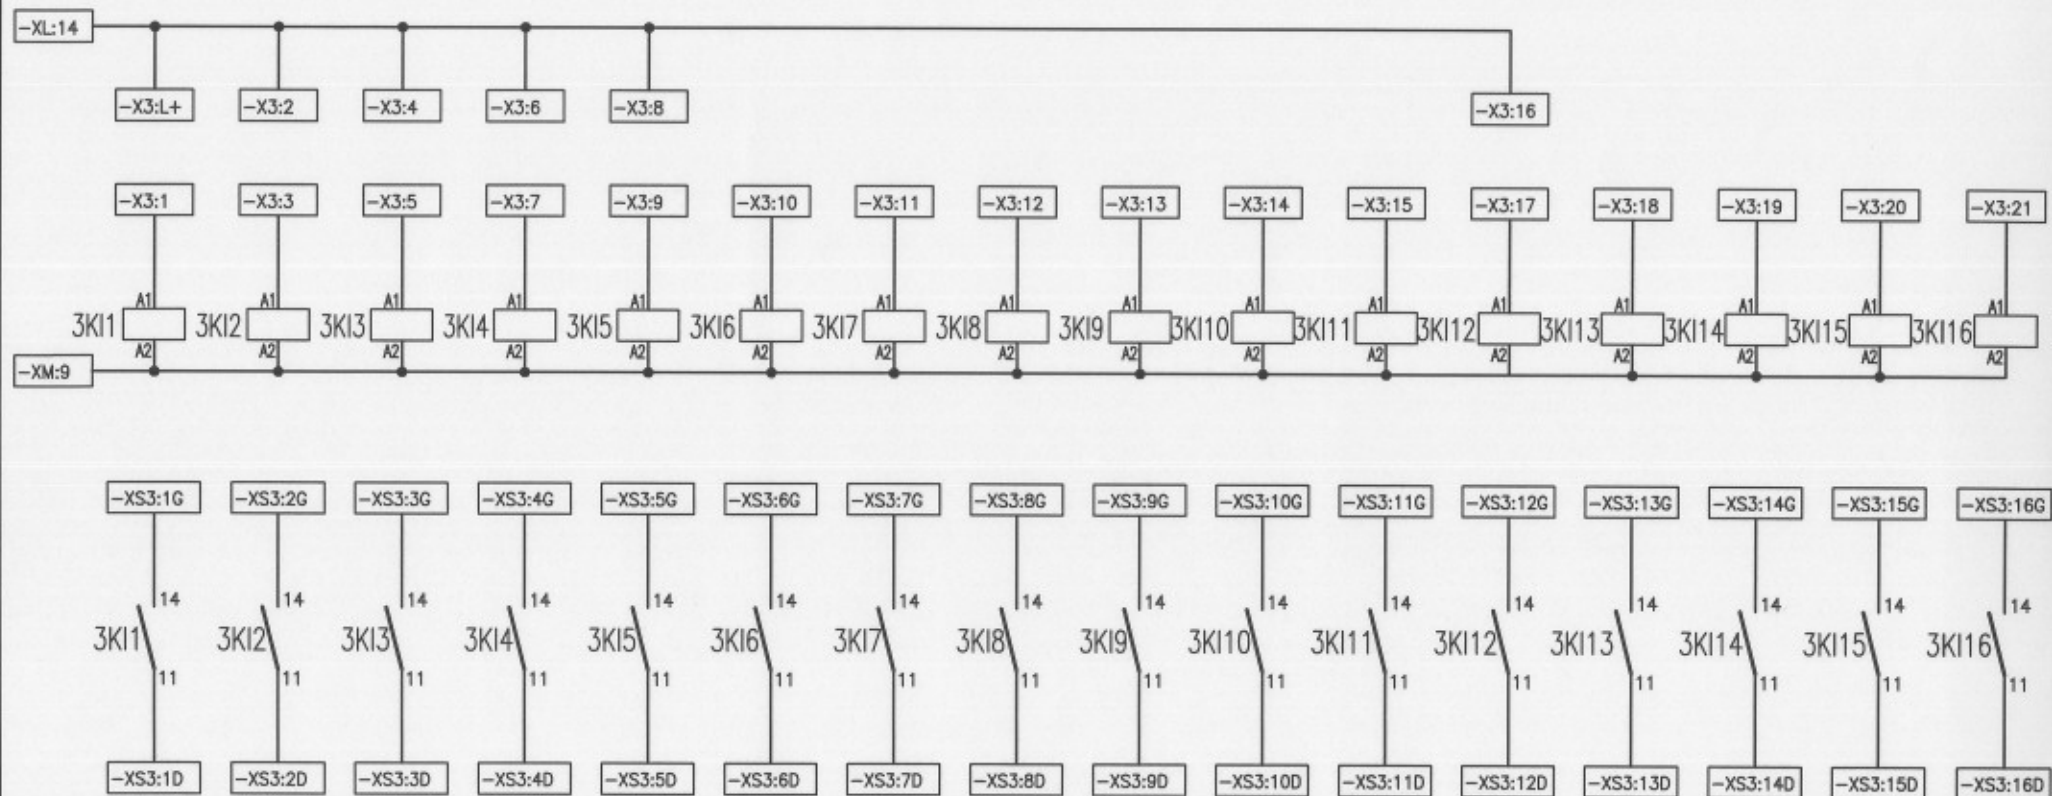 -XL:14
-X3:L+ -X3:2 -X3:4 -X3:6 -X3:8 -X3:16
-X3:1 -X3:3 -X3:5 -X3:7 -X3:9 -X3:10 -X3:11 -X3:12 -X3:13 -X3:14 -X3:15 -X3:17 -X3:18 -X3:19 -X3:20 -X3:21
A1 A1 A1 A1 A1 A1 A1 A1 A1 A1 A1 A1 A1 A1 A1 A1
3KI1 3KI2 3KI3 3KI4 3KI5 3KI6 3KI7 3KI8 3KI9 3KI10 3KI11 3KI12 3KI13 3KI14 3KI15 3KI16
A2 A2 A2 A2 A2 A2 A2 A2 A2 A2 A2 A2 A2 A2 A2 A2
-XM:9
-XS3:1G -XS3:2G -XS3:3G -XS3:4G -XS3:5G -XS3:6G -XS3:7G -XS3:8G -XS3:9G -XS3:10G -XS3:11G -XS3:12G -XS3:13G -XS3:14G -XS3:15G -XS3:16G
14 14 14 14 14 14 14 14 14 14 14 14 14 14 14 14
3KI1 3KI2 3KI3 3KI4 3KI5 3KI6 3KI7 3KI8 3KI9 3KI10 3KI11 3KI12 3KI13 3KI14 3KI15 3KI16
11 11 11 11 11 11 11 11 11 11 11 11 11 11 11 11
-XS3:1D -XS3:2D -XS3:3D -XS3:4D -XS3:5D -XS3:6D -XS3:7D -XS3:8D -XS3:9D -XS3:10D -XS3:11D -XS3:12D -XS3:13D -XS3:14D -XS3:15D -XS3:16D